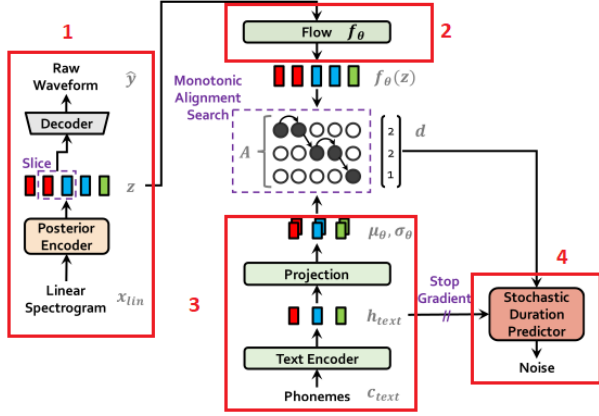 1
Raw
Waveform
ŷ
Decoder
Slice
z
Posterior
Encoder
Linear
Spectrogram
x_lin
Flow f_θ
2
f_θ(z)
Monotonic
Alignment
Search
A
2
2
1
d
μ_θ, σ_θ
3
Projection
h_text
Text Encoder
Phonemes
c_text
Stop
Gradient
//
4
Stochastic
Duration
Predictor
Noise